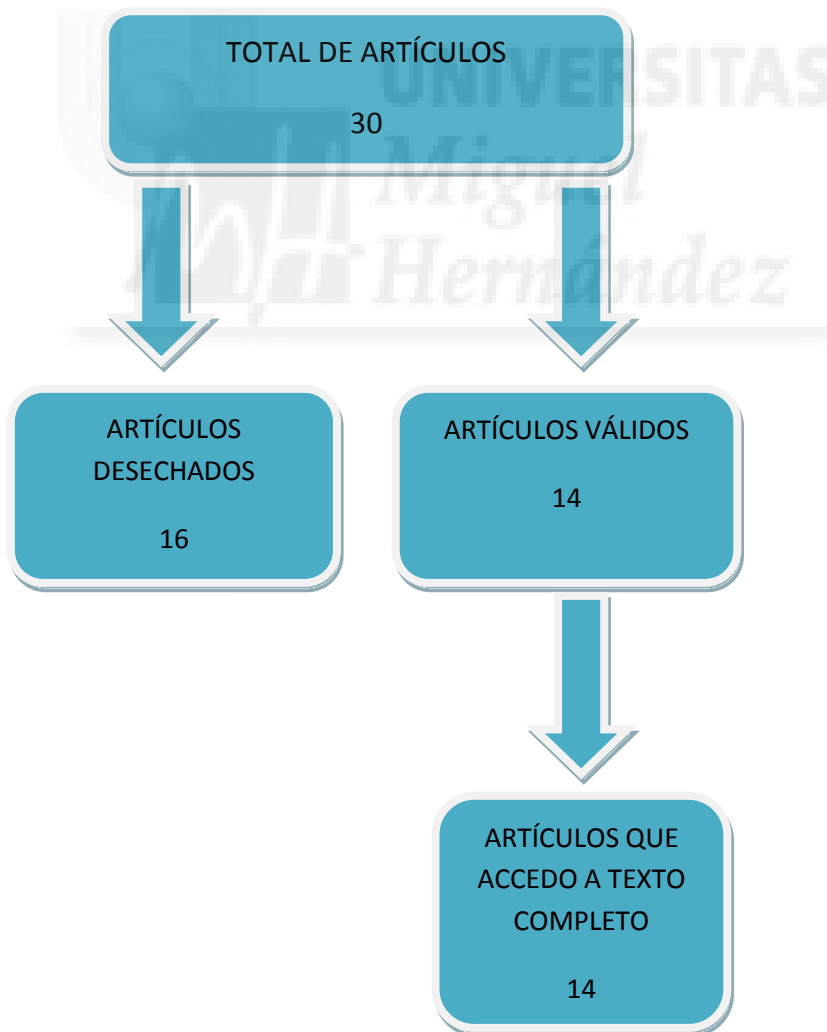 TOTAL DE ARTÍCULOS
30
UNIVERSITAS
Miguel
Hernández
ARTÍCULOS
DESECHADOS
16
ARTÍCULOS VÁLIDOS
14
ARTÍCULOS QUE
ACCEDO A TEXTO
COMPLETO
14